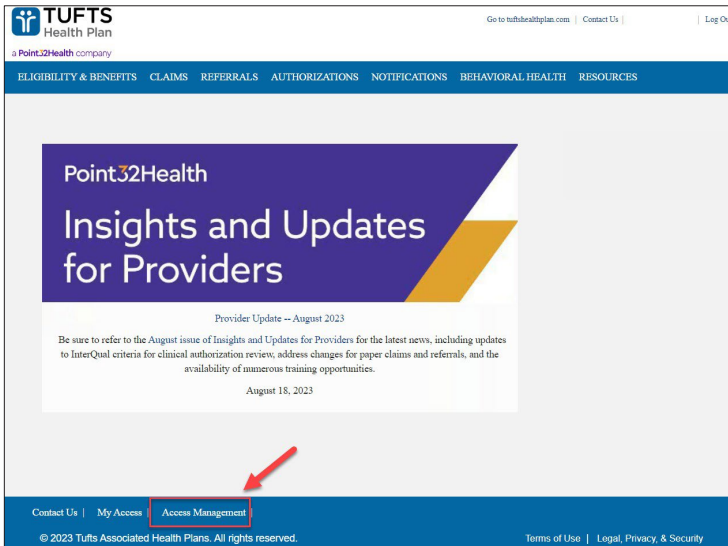 TUFTS
Health Plan
a Point32Health company
Go to tuftshealthplan.com | Contact Us | | Log Ou
ELIGIBILITY & BENEFITS CLAIMS REFERRALS AUTHORIZATIONS NOTIFICATIONS BEHAVIORAL HEALTH RESOURCES
Point32Health
Insights and Updates
for Providers
Provider Update -- August 2023
Be sure to refer to the August issue of Insights and Updates for Providers for the latest news, including updates
to InterQual criteria for clinical authorization review, address changes for paper claims and referrals, and the
availability of numerous training opportunities.
August 18, 2023
Contact Us | My Access | Access Management |
© 2023 Tufts Associated Health Plans. All rights reserved.
Terms of Use | Legal, Privacy, & Security